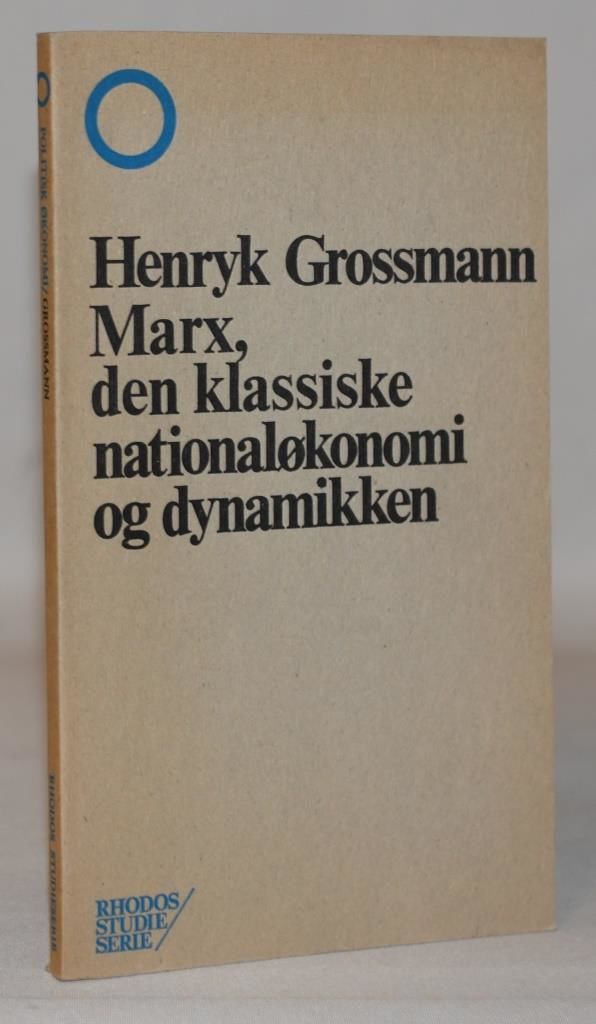 Henryk Grossmann
Marx,
den klassiske
nationaløkonomi
og dynamikken
RHODOS
STUDIE
SERIE
POLITISK ØKONOMI/GROSSMANN
RHODOS STUDIESERIE